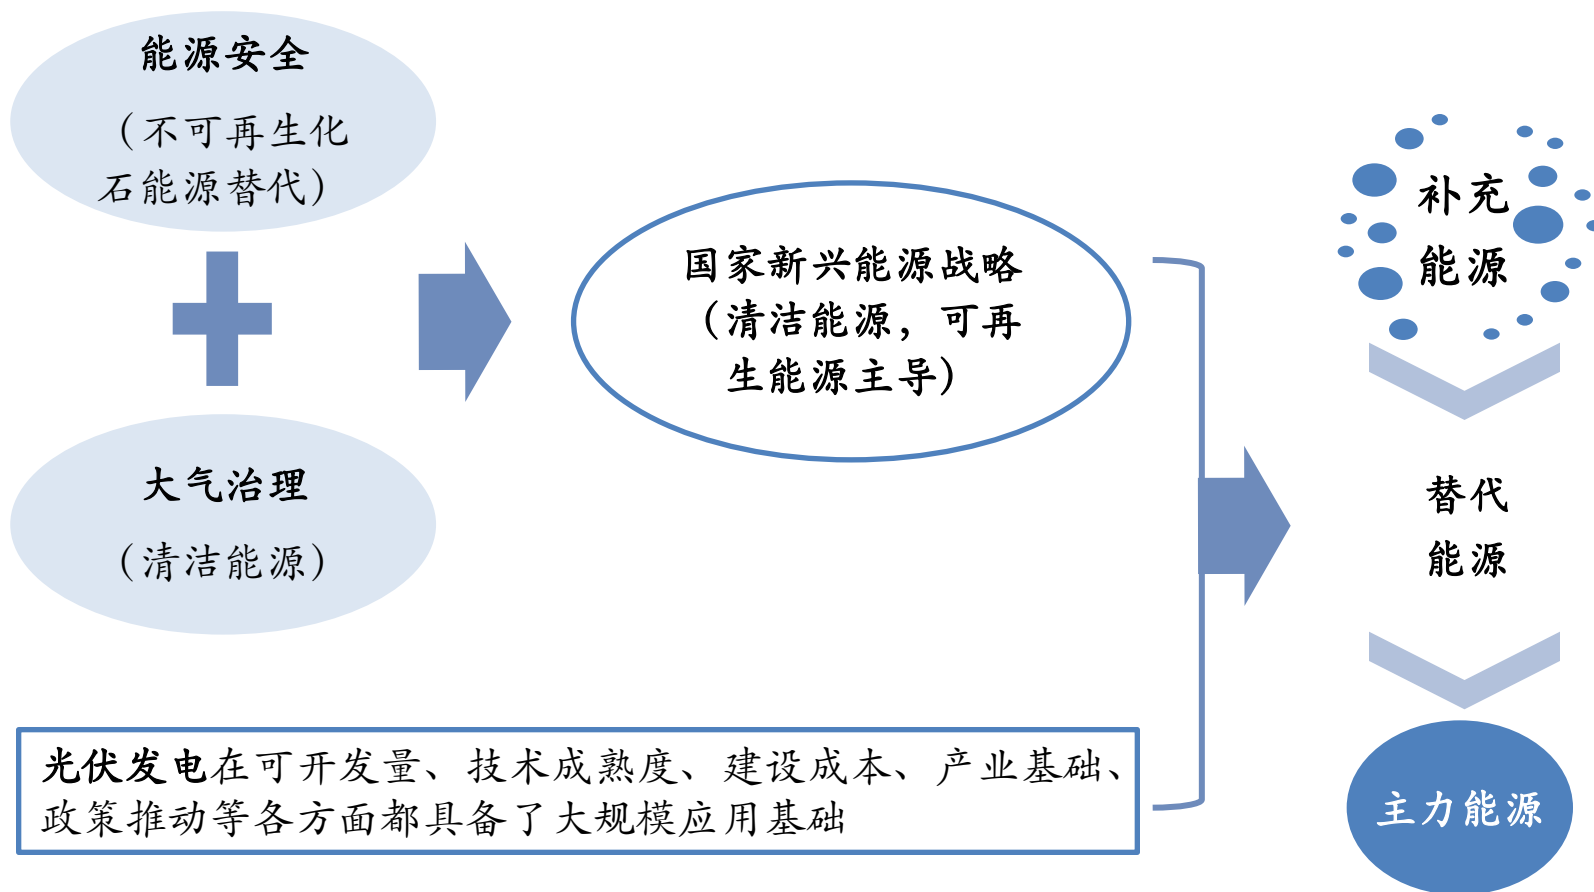 能源安全
（不可再生化
石能源替代）
大气治理
（清洁能源）
国家新兴能源战略
（清洁能源，可再
生能源主导）
光伏发电在可开发量、技术成熟度、建设成本、产业基础、
政策推动等各方面都具备了大规模应用基础
补充
能源
替代
能源
主力能源